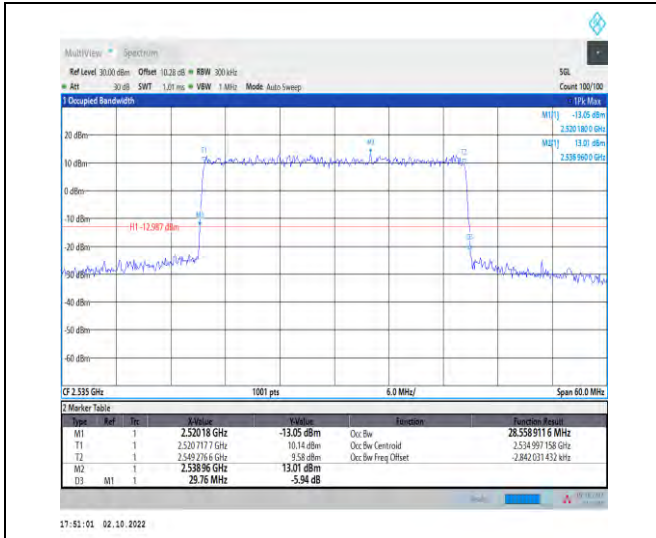 MultiView Spectrum
Ref Level 30.00 dBm Offset 10.28 dB RBW 300 kHz SGL
Att 30 dB SWT 1.01 ms VBW 1 MHz Mode Auto Sweep Count 100/100
1 Occupied Bandwidth 1Pk Max
M1[1] -13.05 dBm
2.520 180 0 GHz
M2[1] 13.01 dBm
2.538 960 0 GHz
20 dBm
M2
T1 T2
10 dBm
0 dBm
-10 dBm
M1
H1 -12.987 dBm
D3
-20 dBm
-30 dBm
-40 dBm
-50 dBm
-60 dBm
CF 2.535 GHz 1001 pts 6.0 MHz/ Span 60.0 MHz
2 Marker Table
Type Ref Trc X-Value Y-Value Function Function Result
M1 1 2.52018 GHz -13.05 dBm Occ Bw 28.558 911 6 MHz
T1 1 2.520 717 7 GHz 10.14 dBm Occ Bw Centroid 2.534 997 158 GHz
T2 1 2.549 276 6 GHz 9.58 dBm Occ Bw Freq Offset -2.842 031 432 kHz
M2 1 2.538 96 GHz 13.01 dBm
D3 M1 1 29.76 MHz -5.94 dB
17:51:01 02.10.2022